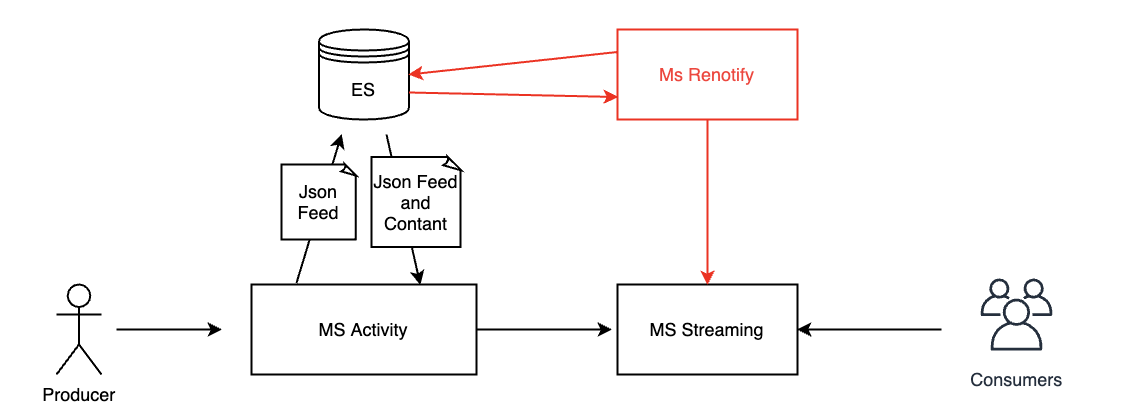 ES
Ms Renotify
Json
Feed
Json Feed
and
Contant
MS Activity
MS Streaming
Producer
Consumers